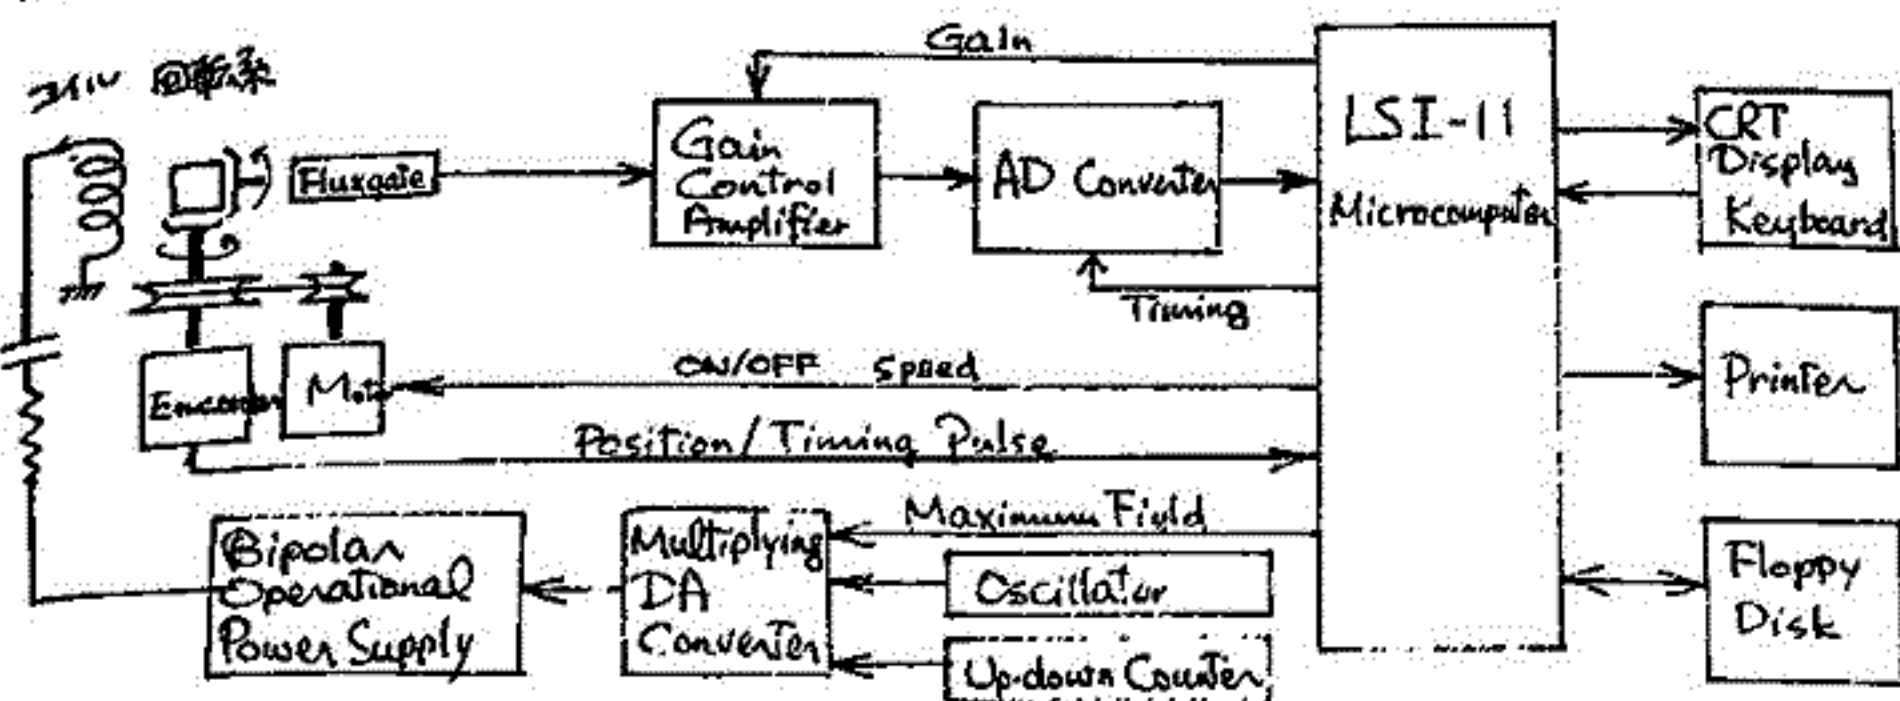 Gain
コイル 回転系
LSI-11
Microcomputer
CRT
Display
Keyboard
Gain
Control
Amplifier
AD Converter
Fluxgate
Timing
ON/OFF Speed
Encoder
Motor
Printer
Position/Timing Pulse
Maximum Field
Bipolar
Operational
Power Supply
Multiplying
DA
Converter
Oscillator
Up-down Counter
Floppy
Disk